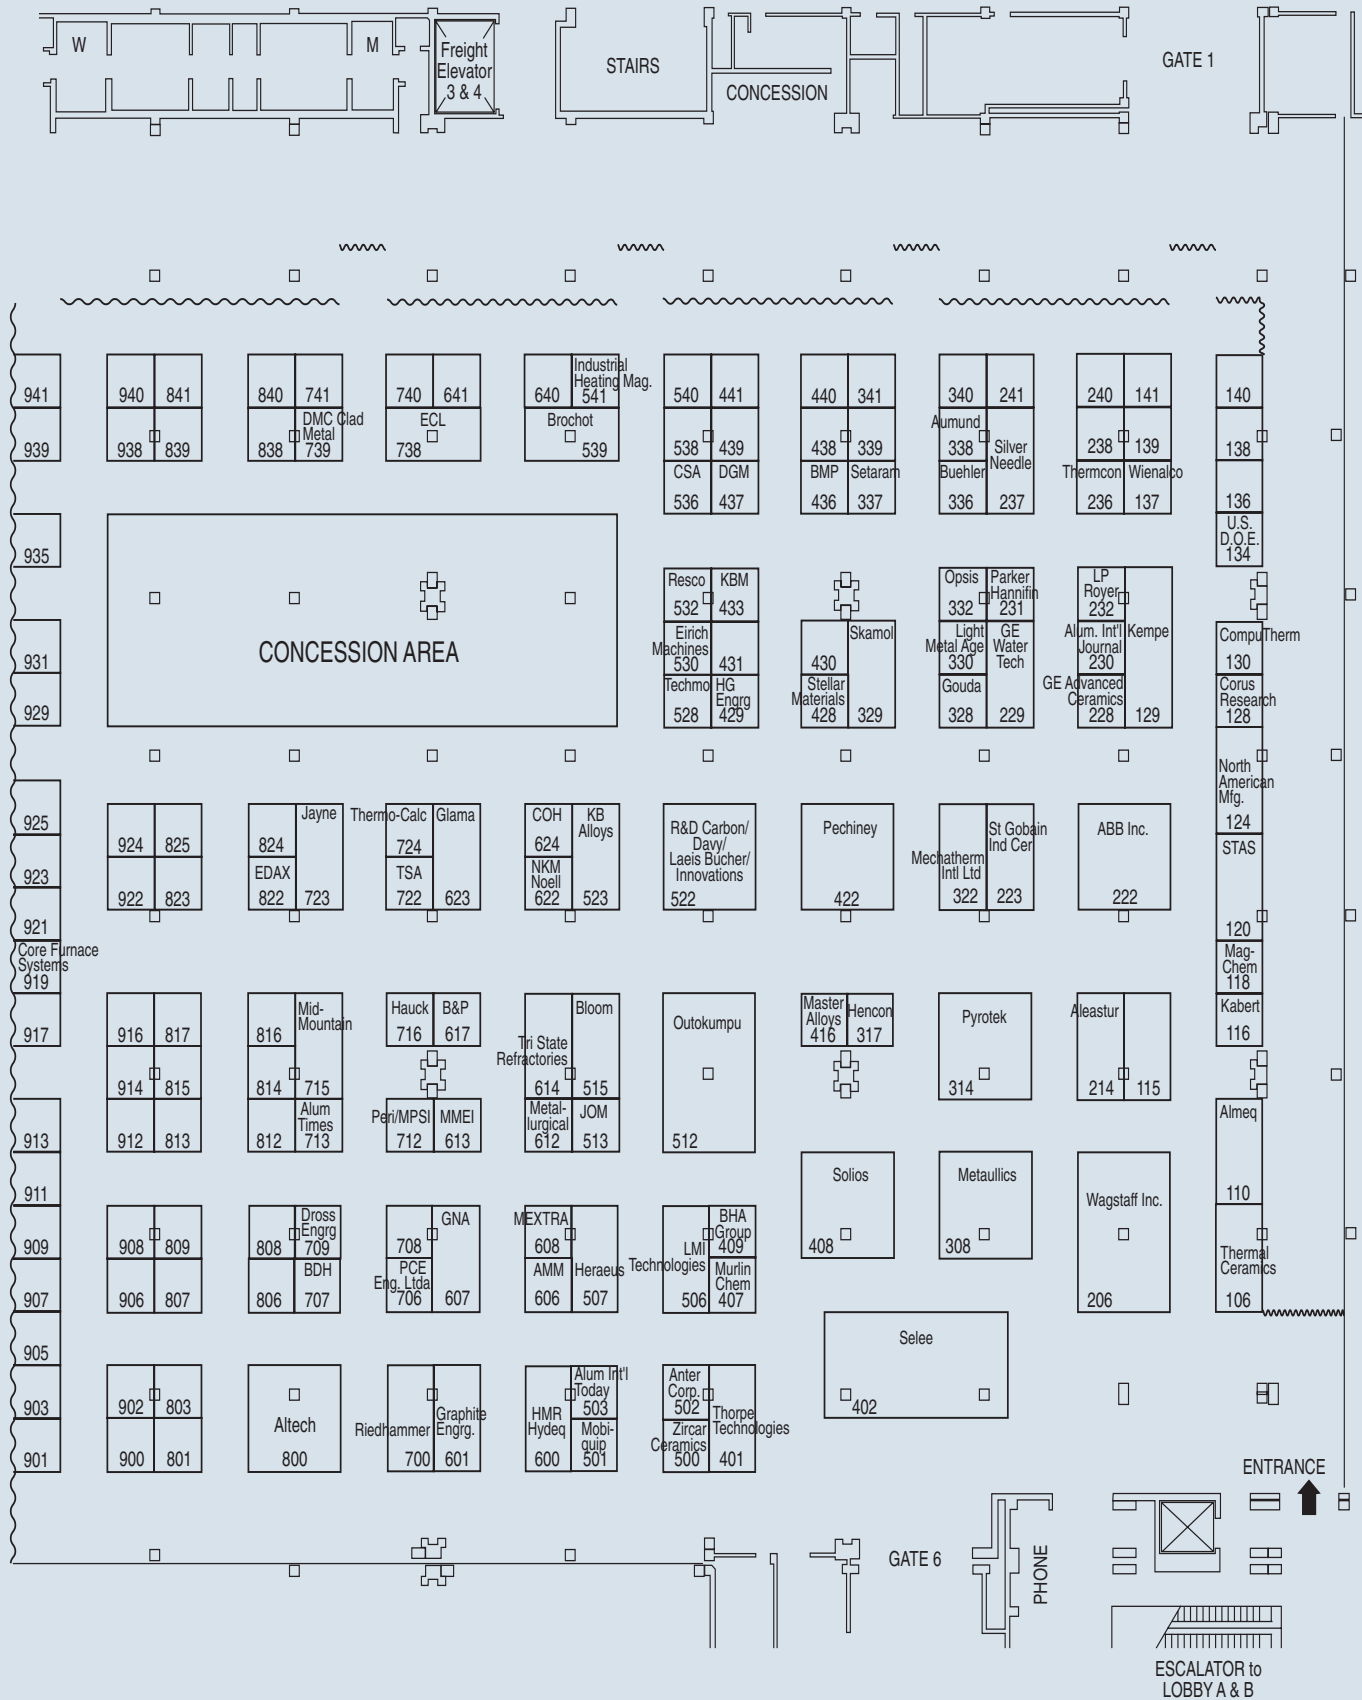 W
M
Freight
Elevator
3 & 4
STAIRS
CONCESSION
GATE 1
941
940
841
840
741
740
641
640
Industrial
Heating Mag.
541
540
441
440
341
340
241
240
141
140
939
938
839
838
DMC Clad
Metal
739
ECL
738
Brochot
539
538
439
438
339
Aumund
338
Silver
Needle
237
238
139
138
CSA
536
DGM
437
BMP
436
Setaram
337
Buehler
336
Thermcon
236
Wienalco
137
136
935
U.S.
D.O.E.
134
CONCESSION AREA
Resco
532
KBM
433
Opsis
332
Parker
Hannifin
231
LP
Royer
232
931
Eirich
Machines
530
431
430
Skamol
329
Light
Metal Age
330
GE
Water
Tech
229
Alum. Int'l
Journal
230
Kempe
129
CompuTherm
130
929
Techmo
528
HG
Engrg
429
Stellar
Materials
428
Gouda
328
GE Advanced
Ceramics
228
Corus
Research
128
North
American
Mfg.
124
925
924
825
824
Jayne
723
Thermo-Calc
724
Glama
623
COH
624
KB
Alloys
523
R&D Carbon/
Davy/
Laeis Bucher/
Innovations
522
Pechiney
422
Mechatherm
Intl Ltd
322
St Gobain
Ind Cer
223
ABB Inc.
222
STAS
120
923
922
823
EDAX
822
TSA
722
NKM
Noell
622
921
Core Furnace
Systems
919
Mag-
Chem
118
917
916
817
816
Mid-
Mountain
715
Hauck
716
B&P
617
Tri State
Refractories
614
Bloom
515
Outokumpu
512
Master
Alloys
416
Hencon
317
Pyrotek
314
Aleastur
214
115
Kabert
116
914
815
814
913
912
813
812
Alum
Times
713
Peri/MPSI
712
MMEI
613
Metal-
lurgical
612
JOM
513
Almeq
110
911
Solios
408
Metaullics
308
Wagstaff Inc.
206
909
908
809
808
Dross
Engrg
709
708
GNA
607
MEXTRA
608
Heraeus
507
LMI
Technologies
506
BHA
Group
409
Thermal
Ceramics
106
907
906
807
806
BDH
707
PCE
Eng. Ltda
706
AMM
606
Murlin
Chem
407
905
Selee
402
903
902
803
Altech
800
Riedhammer
700
Graphite
Engrg.
601
HMR
Hydeq
600
Alum Int'l
Today
503
Anter
Corp.
502
Thorpe
Technologies
401
901
900
801
Mobi-
quip
501
Zircar
Ceramics
500
ENTRANCE
GATE 6
PHONE
ESCALATOR to
LOBBY A & B